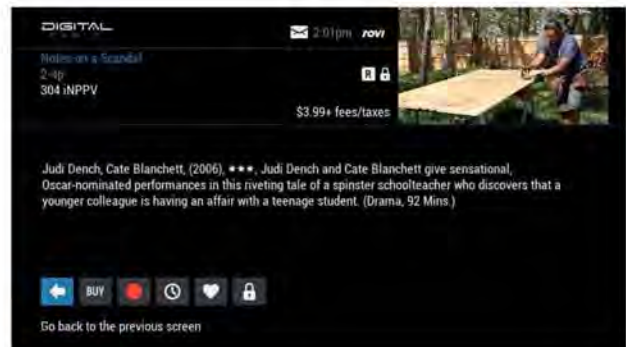 DIGITAL
2:01pm rovi
Notes on a Scandal
2-4p
R
304 iNPPV
$3.99+ fees/taxes
Judi Dench, Cate Blanchett, (2006), ★★★, Judi Dench and Cate Blanchett give sensational,
Oscar-nominated performances in this riveting tale of a spinster schoolteacher who discovers that a
younger colleague is having an affair with a teenage student. (Drama, 92 Mins.)
BUY
Go back to the previous screen